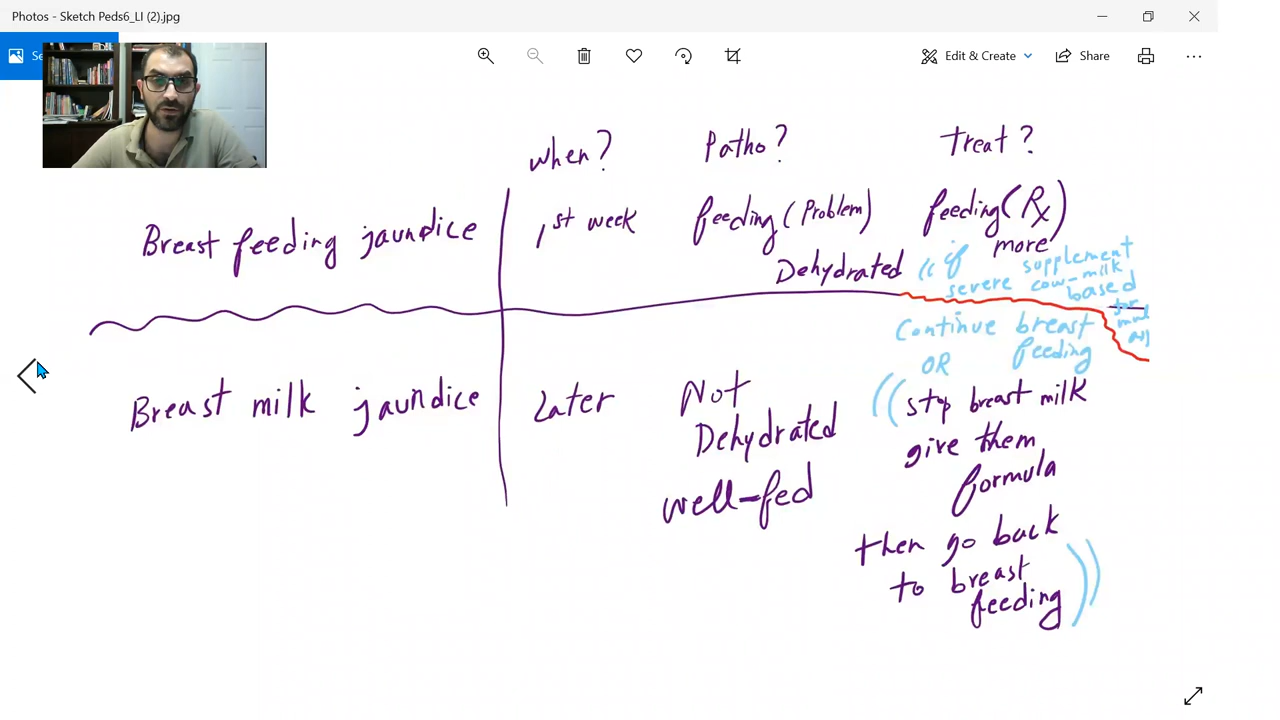 Photos - Sketch Peds6_LI (2).jpg
Se
Edit & Create
Share
when?
Patho?
Treat?
Breast feeding jaundice
1st week
feeding (Problem)
Dehydrated
feeding (Rx)
more
(( if
severe
supplement
cow-milk
based
for
Breast milk jaundice
Later
Not
Dehydrated
well-fed
Continue breast
feeding
OR
((stop breast milk
give them
formula
then go back
to breast
feeding))